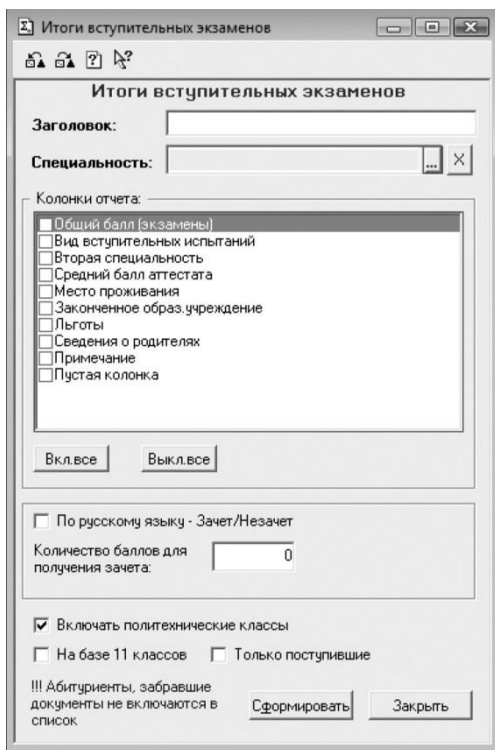 Итоги вступительных экзаменов
Итоги вступительных экзаменов
Заголовок:
Специальность: ... X
Колонки отчета:
Общий балл (экзамены)
Вид вступительных испытаний
Вторая специальность
Средний балл аттестата
Место проживания
Законченное образ.учреждение
Льготы
Сведения о родителях
Примечание
Пустая колонка
Вкл.все Выкл.все
По русскому языку - Зачет/Незачет
Количество баллов для
получения зачета: 0
Включать политехнические классы
На базе 11 классов Только поступившие
!!! Абитуриенты, забравшие
документы не включаются в
список
Сформировать Закрыть